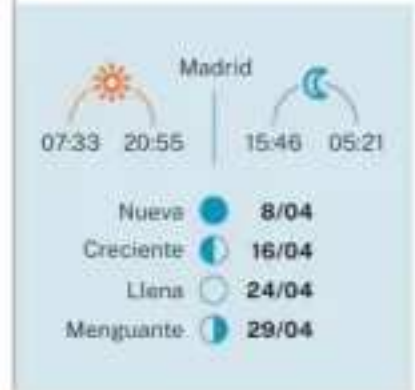 Madrid
07:33 20:55 15:46 05:21
Nueva 8/04
Creciente 16/04
Llena 24/04
Menguante 29/04